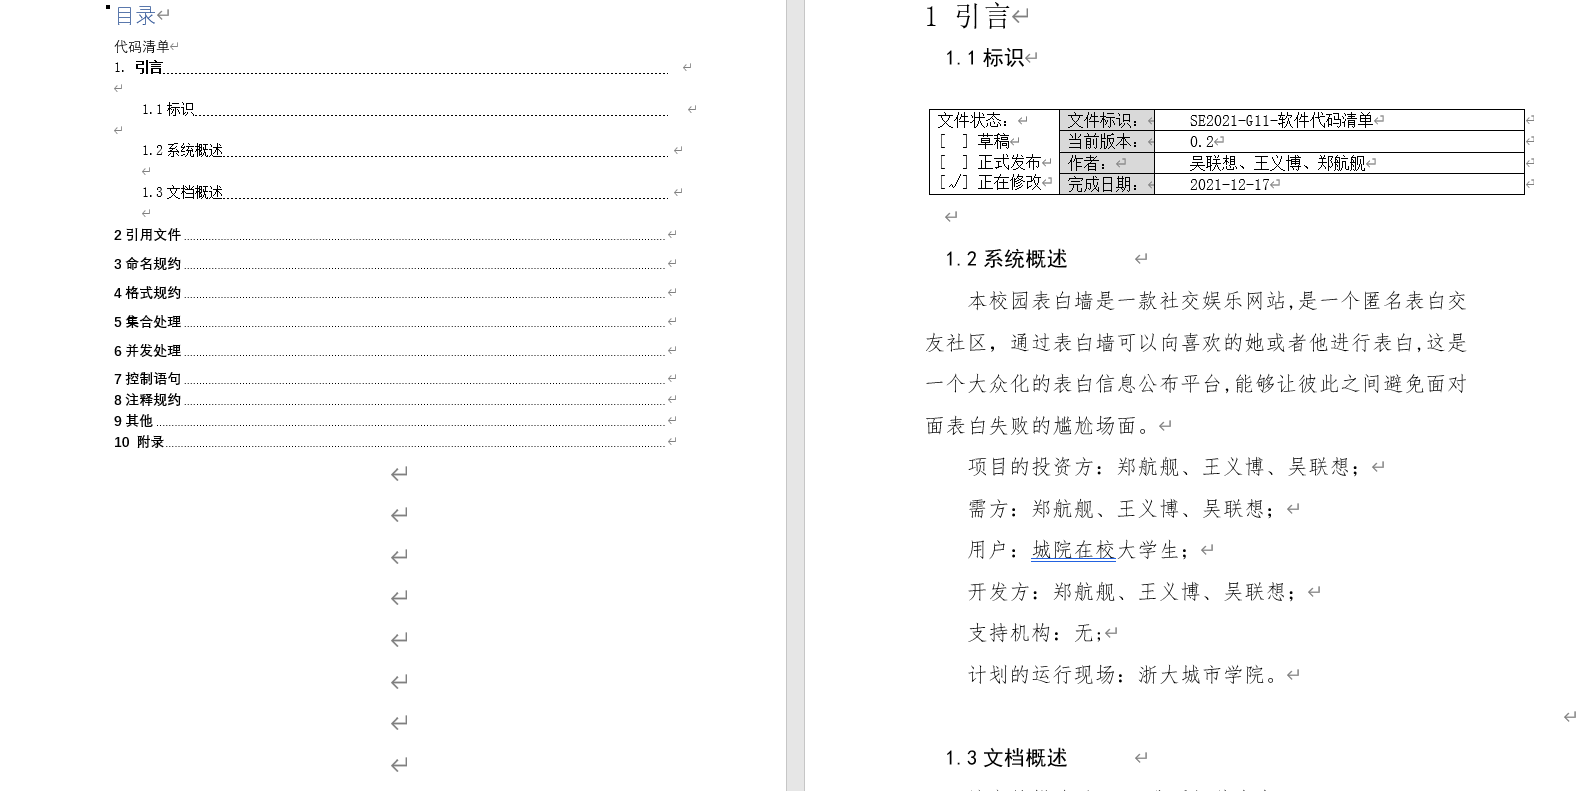 目录
代码清单
1. 引言
1.1 标识
1.2 系统概述
1.3 文档概述
2 引用文件
3 命名规约
4 格式规约
5 集合处理
6 并发处理
7 控制语句
8 注释规约
9 其他
10 附录
1 引言
1.1 标识
文件状态：
[ ] 草稿
[ ] 正式发布
[√] 正在修改
文件标识： SE2021-G11-软件代码清单
当前版本： 0.2
作者： 吴联想、王义博、郑航舰
完成日期： 2021-12-17
1.2 系统概述
本校园表白墙是一款社交娱乐网站,是一个匿名表白交
友社区，通过表白墙可以向喜欢的她或者他进行表白,这是
一个大众化的表白信息公布平台,能够让彼此之间避免面对
面表白失败的尴尬场面。
项目的投资方：郑航舰、王义博、吴联想；
需方：郑航舰、王义博、吴联想；
用户：城院在校大学生；
开发方：郑航舰、王义博、吴联想；
支持机构：无;
计划的运行现场：浙大城市学院。
1.3 文档概述